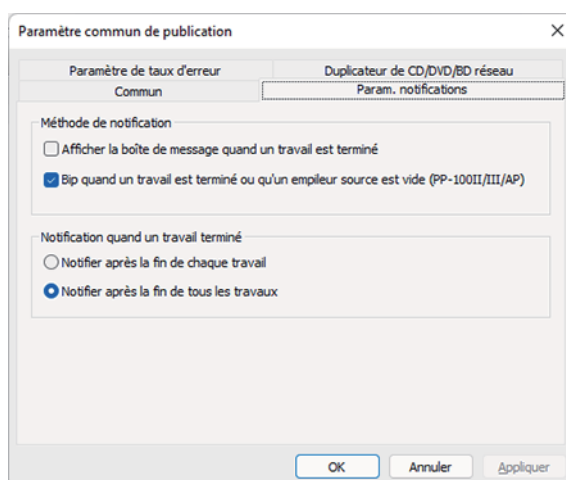 Paramètre commun de publication
Paramètre de taux d'erreur
Duplicateur de CD/DVD/BD réseau
Commun
Param. notifications
Méthode de notification
Afficher la boîte de message quand un travail est terminé
Bip quand un travail est terminé ou qu'un empileur source est vide (PP-100II/III/AP)
Notification quand un travail terminé
Notifier après la fin de chaque travail
Notifier après la fin de tous les travaux
OK
Annuler
Appliquer